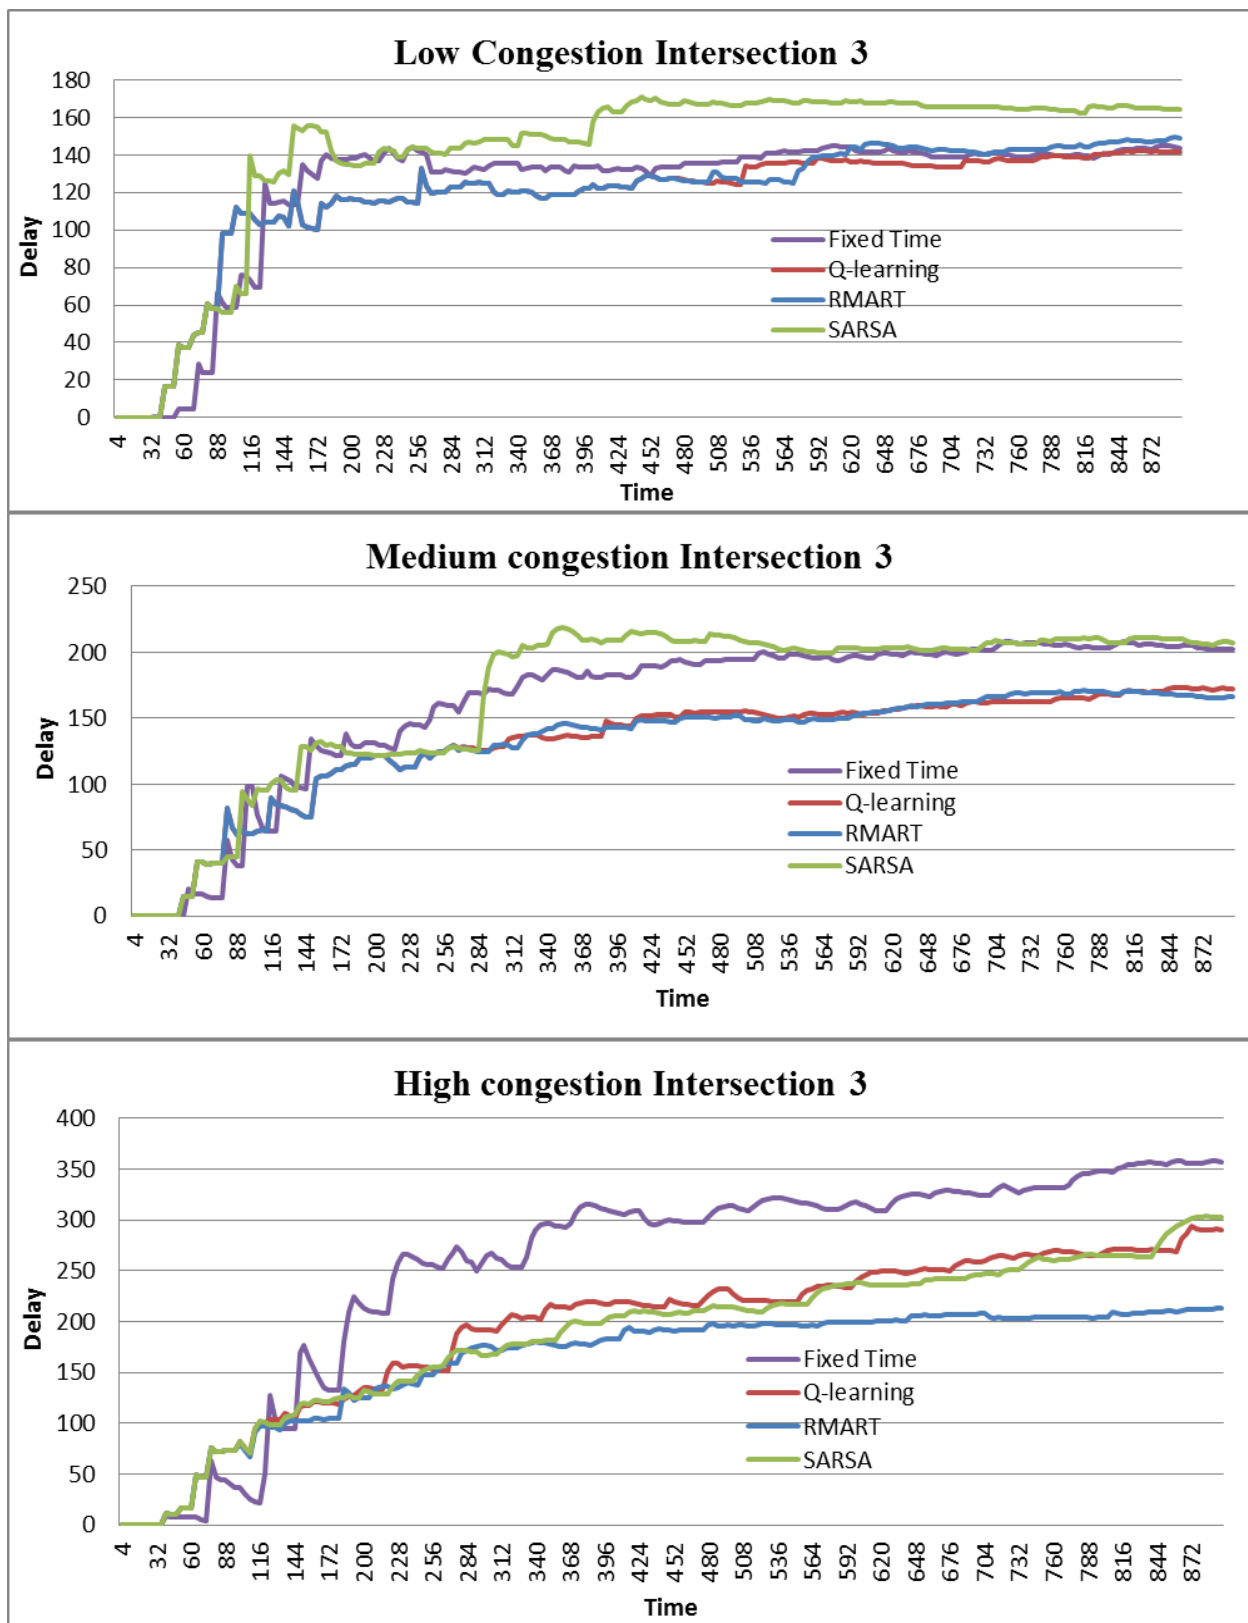 Low Congestion Intersection 3
180
160
140
120
100
80
60
40
20
0
Delay
Fixed Time
Q-learning
RMART
SARSA
4 32 60 88 116 144 172 200 228 256 284 312 340 368 396 424 452 480 508 536 564 592 620 648 676 704 732 760 788 816 844 872
Time
Medium congestion Intersection 3
250
200
150
100
50
0
Delay
Fixed Time
Q-learning
RMART
SARSA
4 32 60 88 116 144 172 200 228 256 284 312 340 368 396 424 452 480 508 536 564 592 620 648 676 704 732 760 788 816 844 872
Time
High congestion Intersection 3
400
350
300
250
200
150
100
50
0
Delay
Fixed Time
Q-learning
RMART
SARSA
4 32 60 88 116 144 172 200 228 256 284 312 340 368 396 424 452 480 508 536 564 592 620 648 676 704 732 760 788 816 844 872
Time